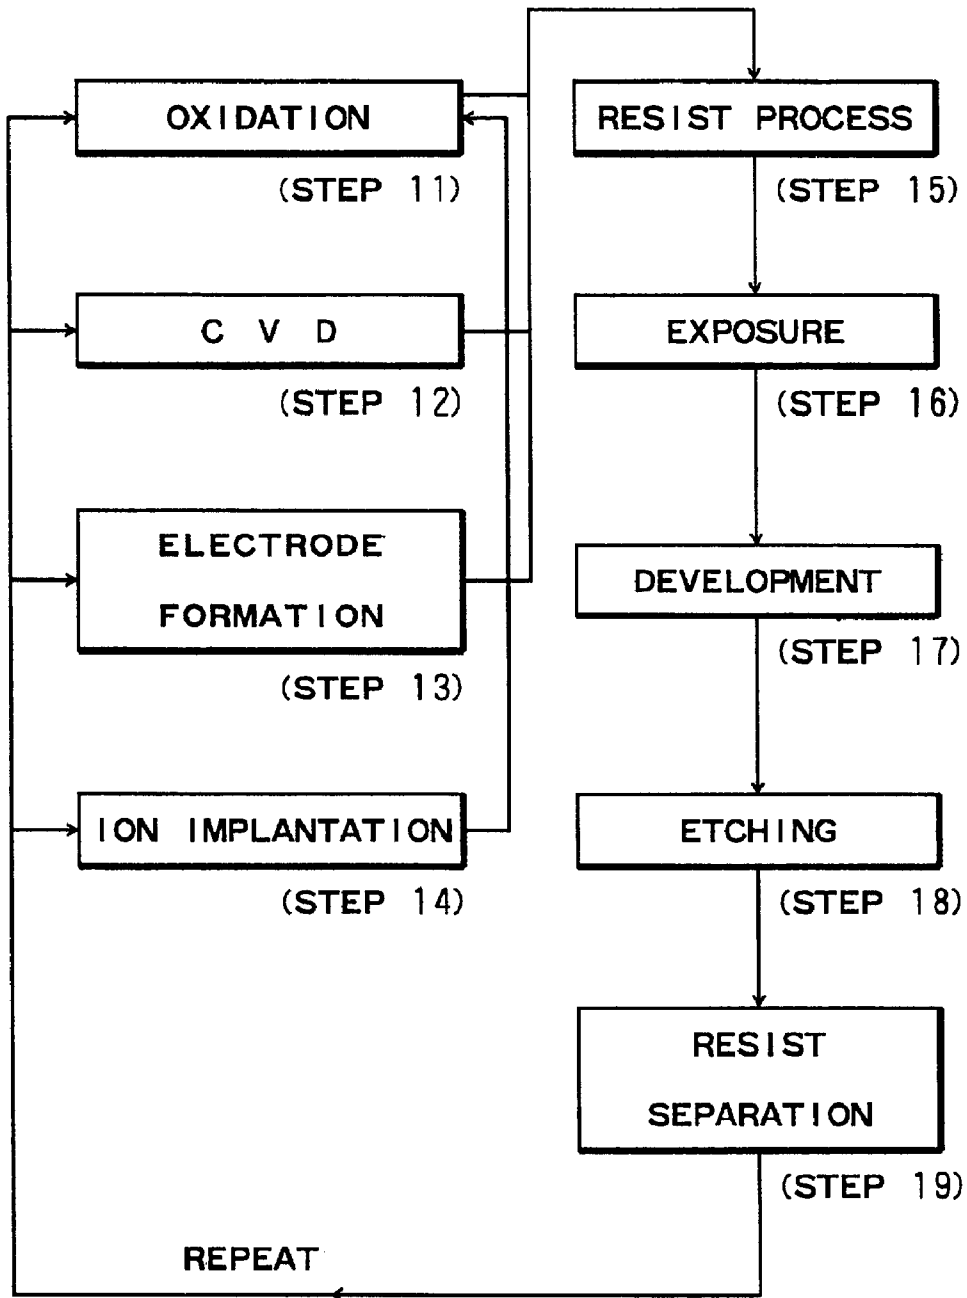 OXIDATION
(STEP 11)
C V D
(STEP 12)
ELECTRODE
FORMATION
(STEP 13)
ION IMPLANTATION
(STEP 14)
RESIST PROCESS
(STEP 15)
EXPOSURE
(STEP 16)
DEVELOPMENT
(STEP 17)
ETCHING
(STEP 18)
RESIST
SEPARATION
(STEP 19)
REPEAT